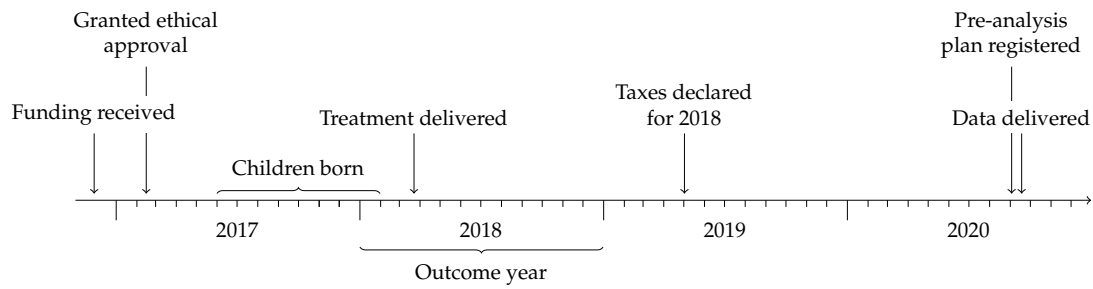 Granted ethical
approval
Pre-analysis
plan registered
Funding received
Treatment delivered
Taxes declared
for 2018
Data delivered
Children born
2017
2018
2019
2020
Outcome year